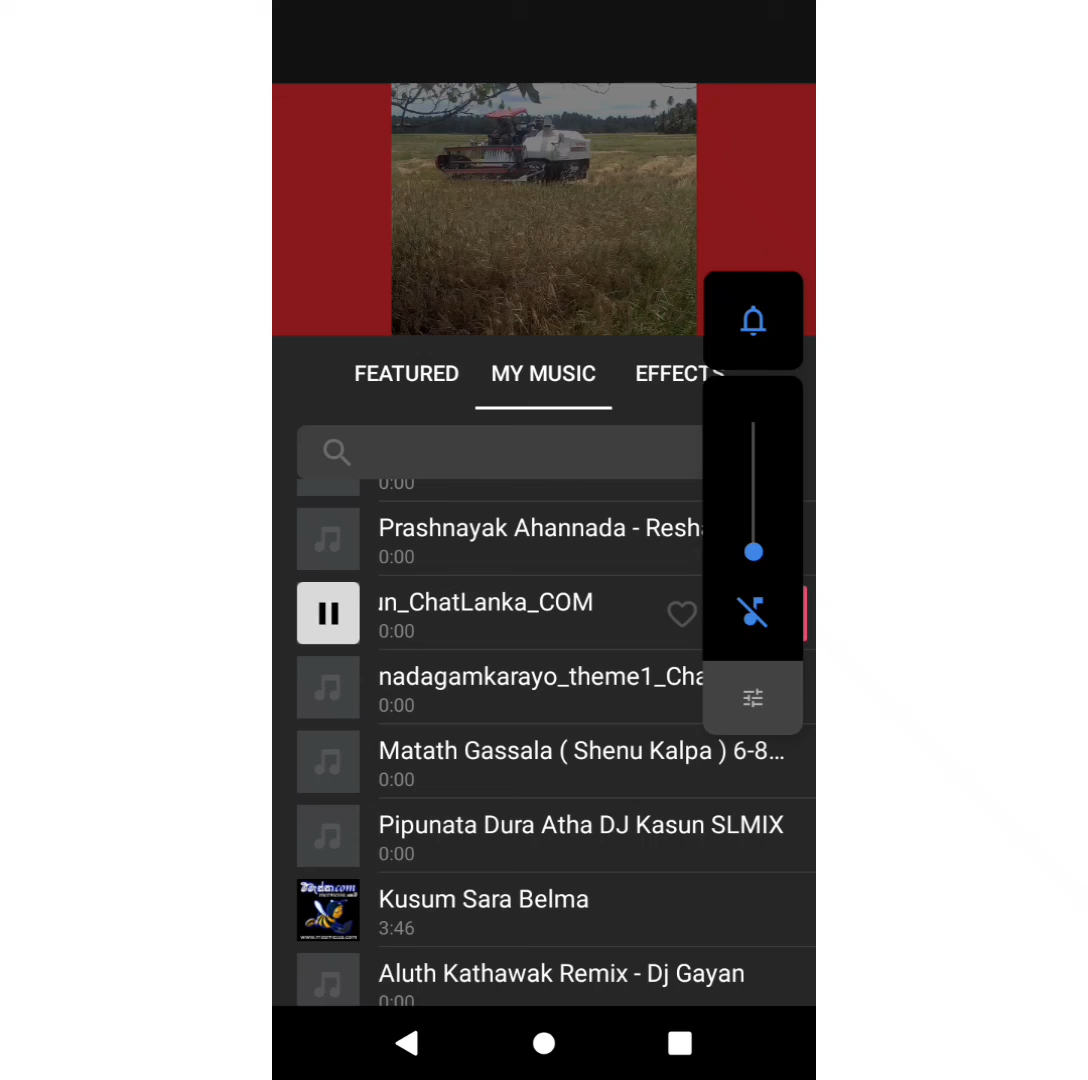 FEATURED MY MUSIC EFFECTS
0:00
Prashnayak Ahannada - Resh
0:00
un_ChatLanka_COM
0:00
nadagamkarayo_theme1_Cha
0:00
Matath Gassala ( Shenu Kalpa ) 6-8...
0:00
Pipunata Dura Atha DJ Kasun SLMIX
0:00
Kusum Sara Belma
3:46
Aluth Kathawak Remix - Dj Gayan
0:00